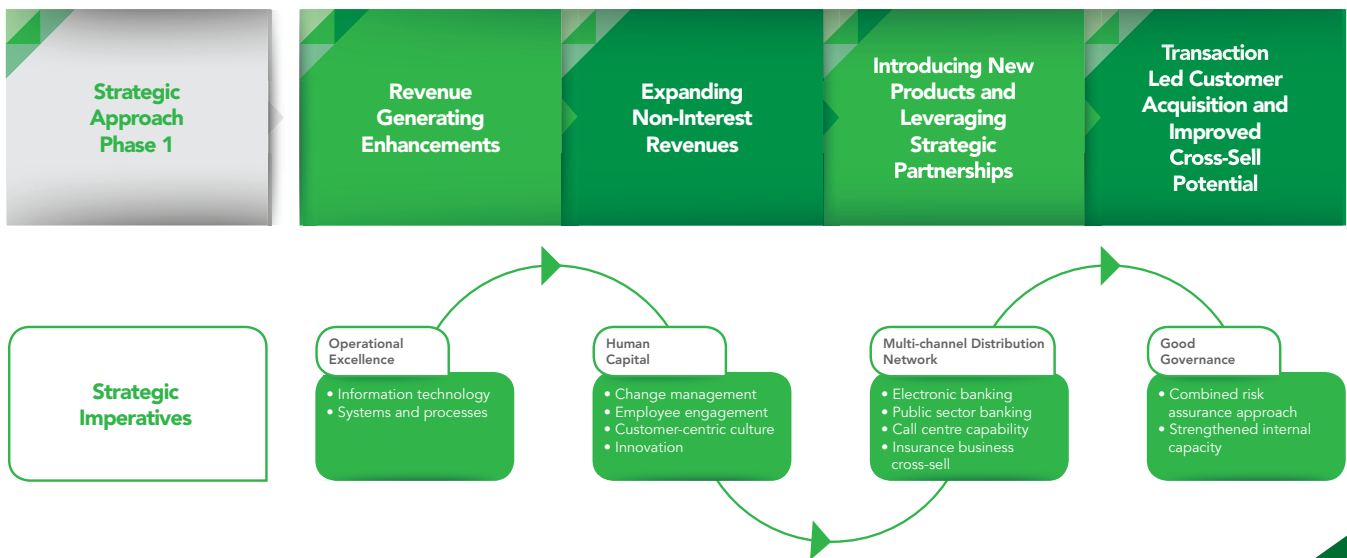 Strategic
Approach
Phase 1
Revenue
Generating
Enhancements
Expanding
Non-Interest
Revenues
Introducing New
Products and
Leveraging
Strategic
Partnerships
Transaction
Led Customer
Acquisition and
Improved
Cross-Sell
Potential
Strategic
Imperatives
Operational
Excellence
• Information technology
• Systems and processes
Human
Capital
• Change management
• Employee engagement
• Customer-centric culture
• Innovation
Multi-channel Distribution
Network
• Electronic banking
• Public sector banking
• Call centre capability
• Insurance business
cross-sell
Good
Governance
• Combined risk
assurance approach
• Strengthened internal
capacity